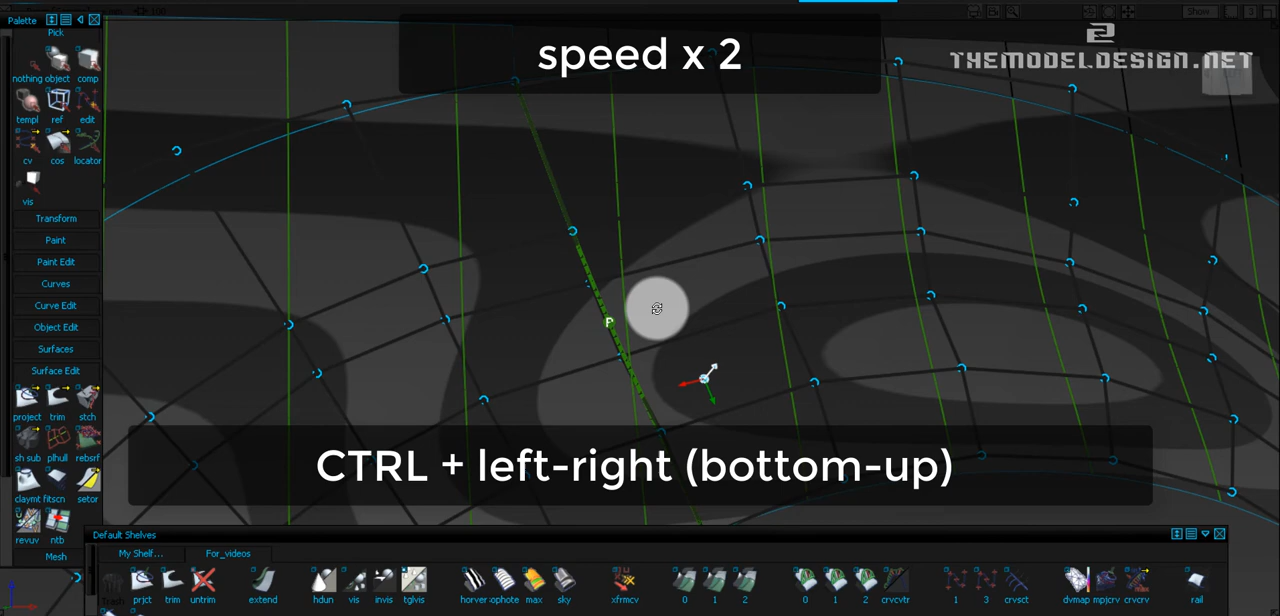 Palette
Show
3
speed x 2
THEMODELDESIGN.NET
Pick
nothing object comp
templ ref edit
cv cos locator
vis
Transform
Paint
Paint Edit
Curves
Curve Edit
Object Edit
Surfaces
Surface Edit
project trim stch
sh sub plhull rebsrf
claymt fitscn setor
revuv ntb
Mesh
P
CTRL + left-right (bottom-up)
Default Shelves
My Shelf... For_videos
Trash prjct trim untrim extend hdun vis invis tglvis horver ophote max sky xfrmcv 0 1 2 0 1 2 crvcvtr 1 3 crvsct dvmap mpjcrv crvcrv rail